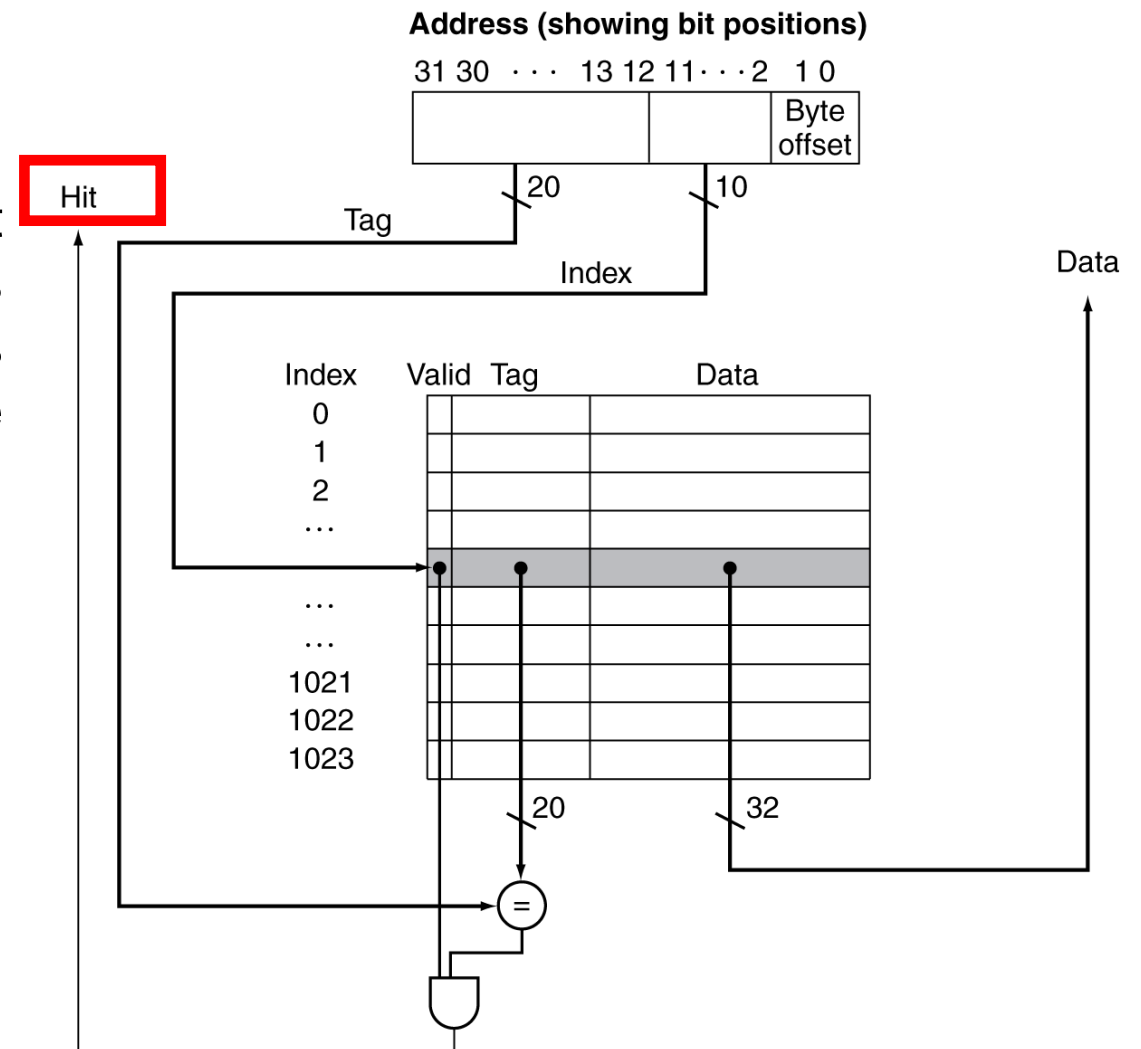 Address (showing bit positions)
31 30 · · · 13 12 11 · · · 2 1 0
Byte
offset
Hit
20
10
Tag
Index
Data
Index Valid Tag Data
0
1
2
· · ·
· · ·
· · ·
1021
1022
1023
20
32
=